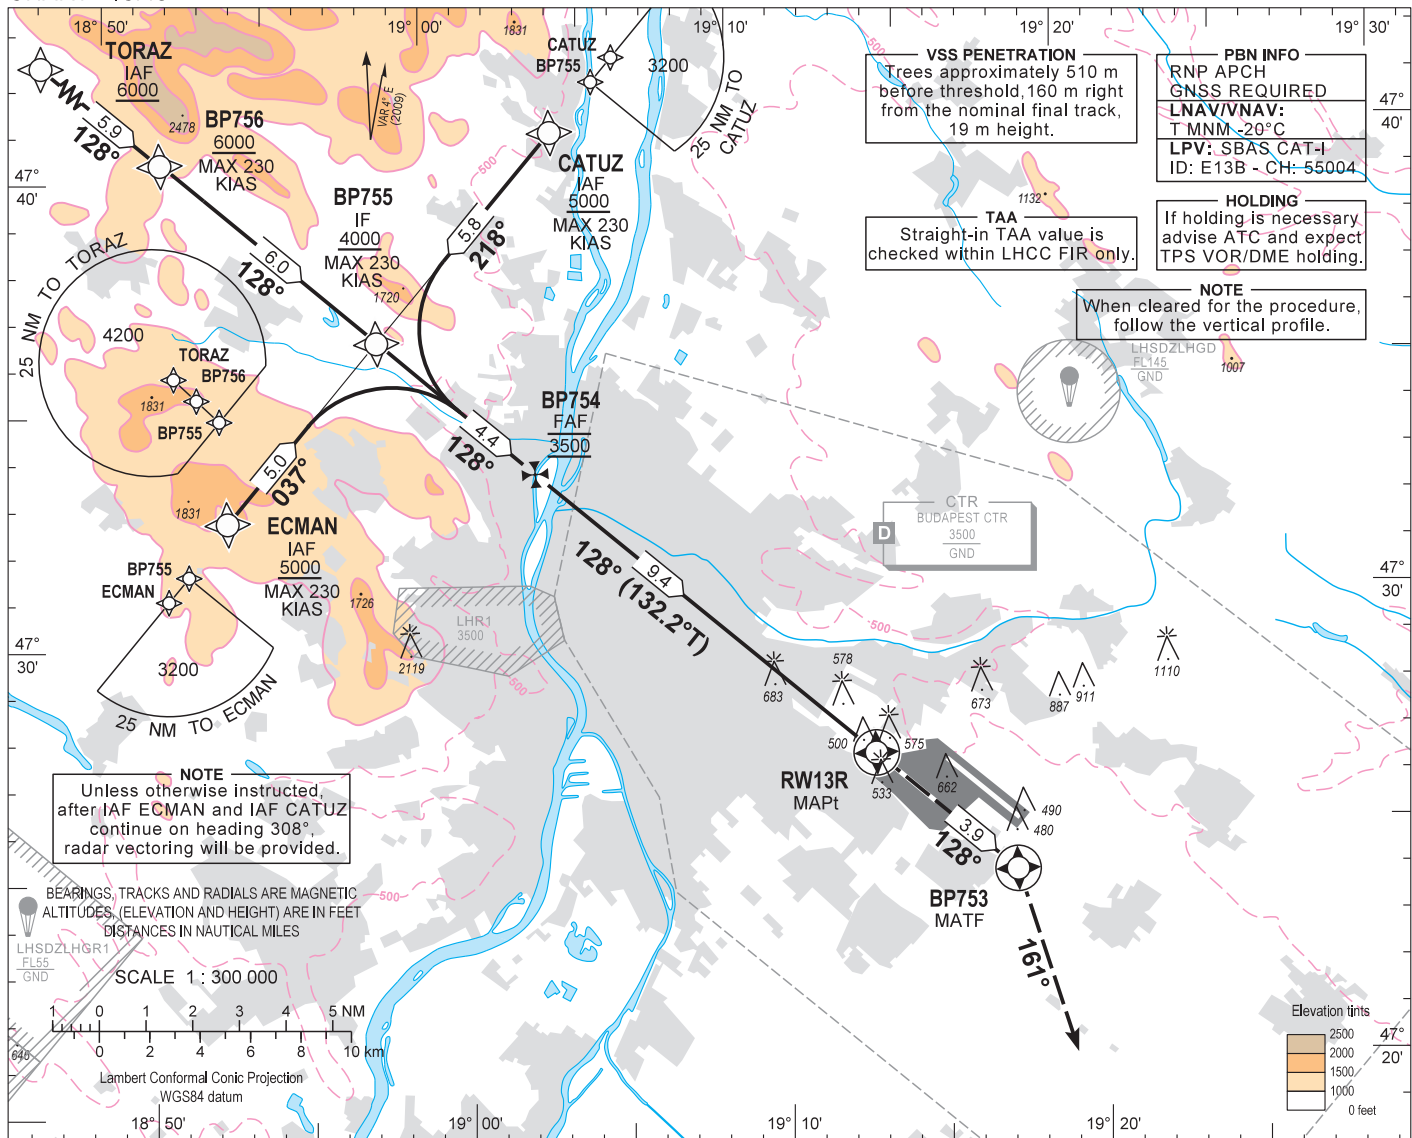 18° 50'
19° 00'
19° 10'
19° 20'
19° 30'
TORAZ
IAF
6000
5.9
128°
2478
BP756
6000
MAX 230
KIAS
VAR 4° E
(2009)
1831
CATUZ
BP755
3200
25 NM TO CATUZ
CATUZ
IAF
5000
MAX 230
KIAS
5.8
218°
BP755
IF
4000
MAX 230
KIAS
1720
6.0
128°
VSS PENETRATION
Trees approximately 510 m
before threshold,160 m right
from the nominal final track,
19 m height.
PBN INFO
RNP APCH
GNSS REQUIRED
LNAV/VNAV:
T MNM -20°C
LPV: SBAS CAT-I
ID: E13B - CH: 55004
TAA
Straight-in TAA value is
checked within LHCC FIR only.
HOLDING
If holding is necessary
advise ATC and expect
TPS VOR/DME holding.
NOTE
When cleared for the procedure,
follow the vertical profile.
500
500
1132
47°
40'
47°
40'
25 NM TO TORAZ
4200
TORAZ
BP756
BP755
1831
LHSDZLHGD
FL145
GND
1007
BP754
FAF
3500
4.4
128°
5.0
037°
1831
ECMAN
IAF
5000
MAX 230
KIAS
BP755
ECMAN
3200
25 NM TO ECMAN
1726
2119
LHR1
3500
500
CTR
BUDAPEST CTR
3500
GND
D
9.4
128° (132.2°T)
500
47°
30'
47°
30'
683
578
673
887
911
1110
500
575
533
662
490
480
RW13R
MAPt
3.9
128°
BP753
MATF
161°
NOTE
Unless otherwise instructed,
after IAF ECMAN and IAF CATUZ
continue on heading 308°,
radar vectoring will be provided.
500
BEARINGS, TRACKS AND RADIALS ARE MAGNETIC
ALTITUDES, (ELEVATION AND HEIGHT) ARE IN FEET
DISTANCES IN NAUTICAL MILES
LHSDZLHGR1
FL55
GND
SCALE 1 : 300 000
1 0 1 2 3 4 5 NM
0 2 4 6 8 10 km
Lambert Conformal Conic Projection
WGS84 datum
646
Elevation tints
2500
2000
1500
1000
0 feet
47°
20'
18° 50'
19° 00'
19° 10'
19° 20'